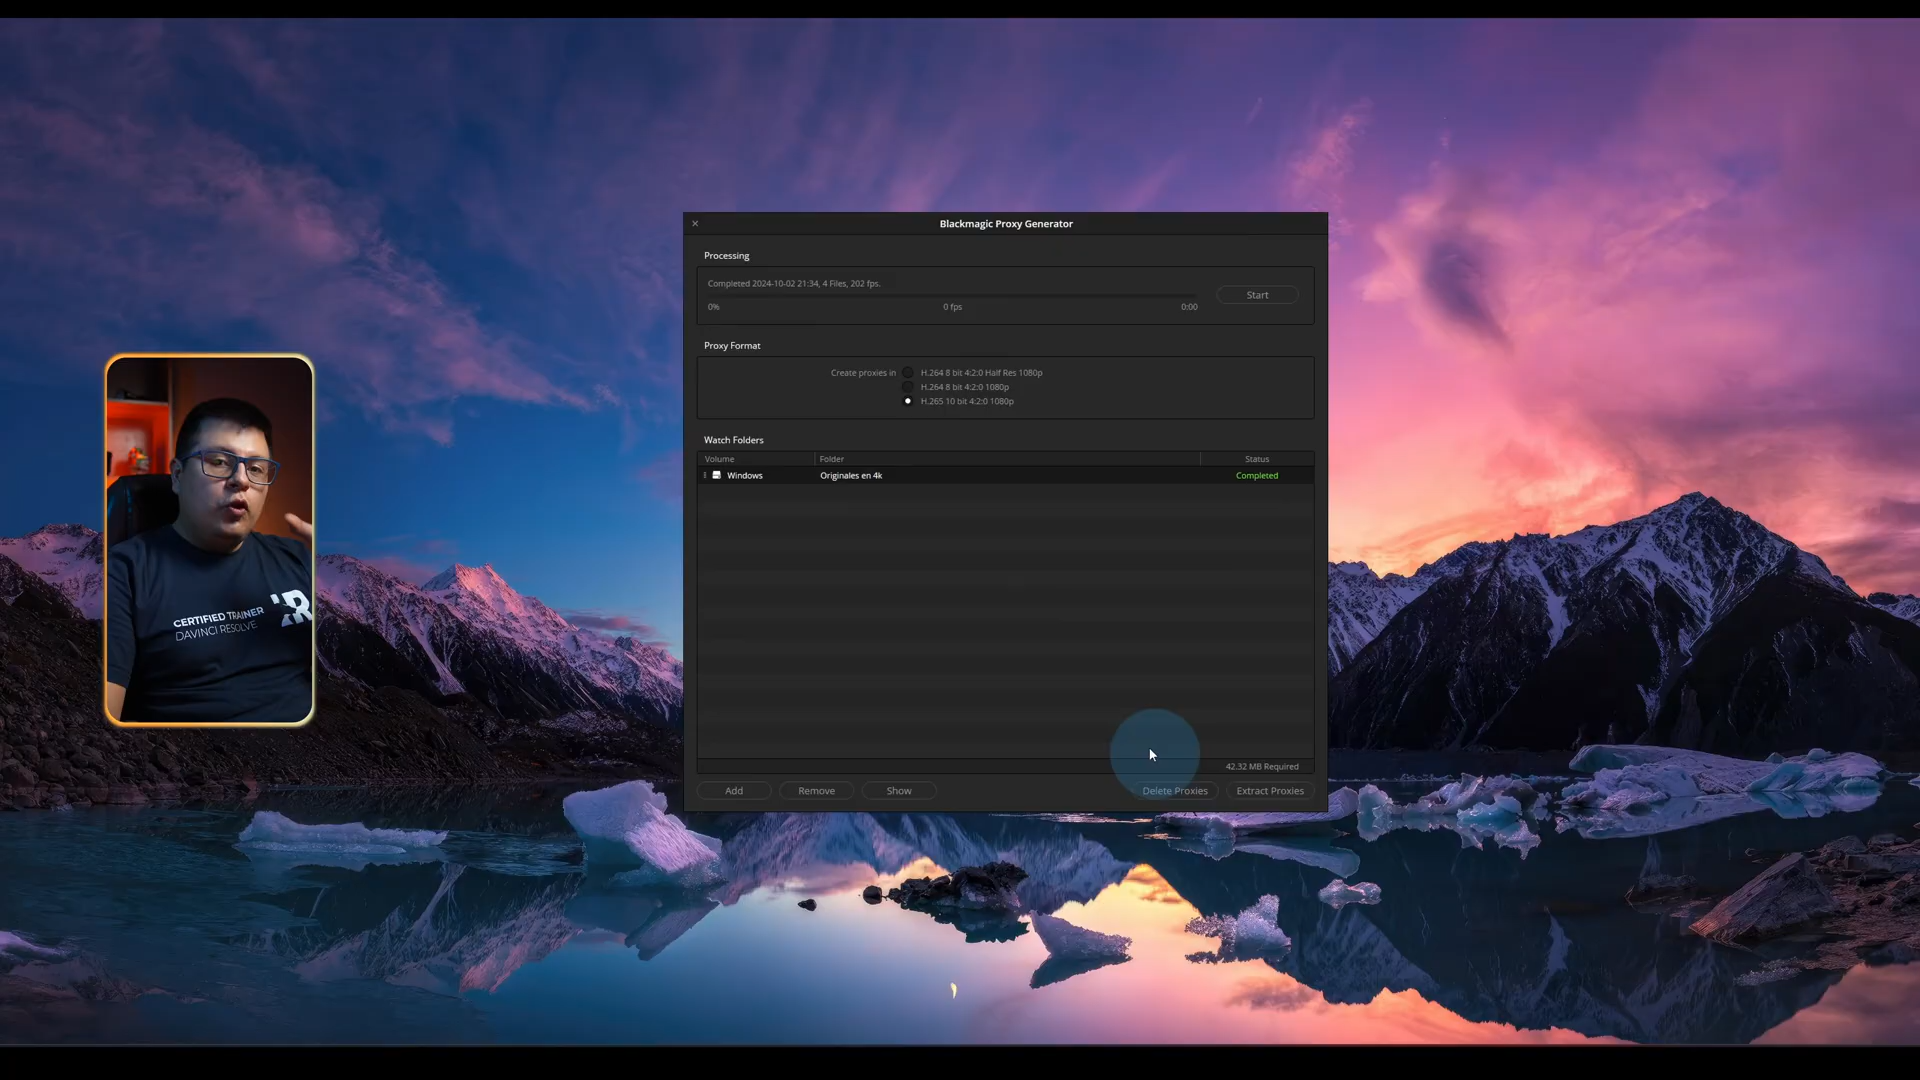 Blackmagic Proxy Generator
Processing
Completed 2024-10-02 21:34, 4 Files, 202 fps.
Start
0% 0 fps 0:00
Proxy Format
Create proxies in H.264 8 bit 4:2:0 Half Res 1080p
H.264 8 bit 4:2:0 1080p
H.265 10 bit 4:2:0 1080p
Watch Folders
Volume Folder Status
Windows Originales en 4k Completed
42.32 MB Required
Add Remove Show Delete Proxies Extract Proxies
CERTIFIED TRAINER
DAVINCI RESOLVE.